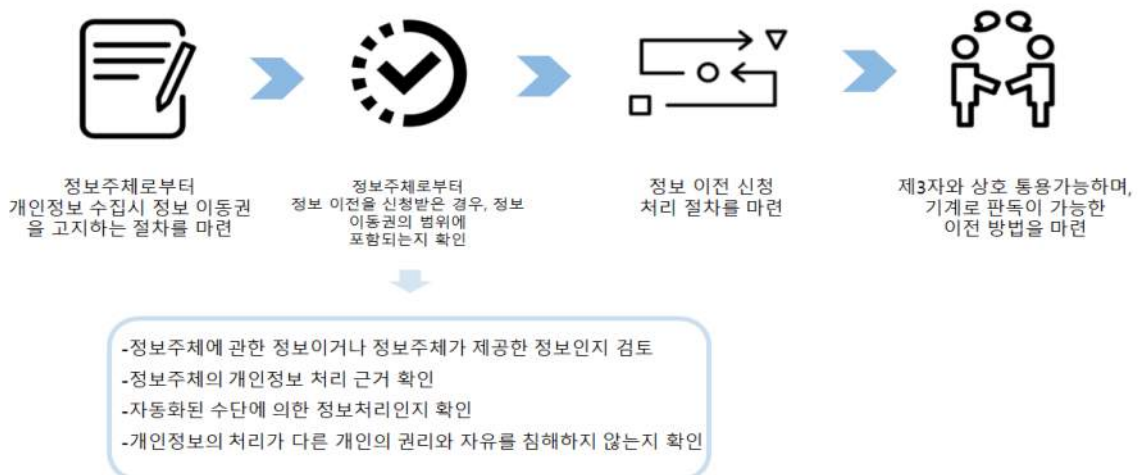 정보주체로부터
개인정보 수집시 정보 이동권
을 고지하는 절차를 마련
정보주체로부터
정보 이전을 신청받은 경우, 정보
이동권의 범위에
포함되는지 확인
정보 이전 신청
처리 절차를 마련
제3자와 상호 통용가능하며,
기계로 판독이 가능한
이전 방법을 마련
-정보주체에 관한 정보이거나 정보주체가 제공한 정보인지 검토
-정보주체의 개인정보 처리 근거 확인
-자동화된 수단에 의한 정보처리인지 확인
-개인정보의 처리가 다른 개인의 권리와 자유를 침해하지 않는지 확인